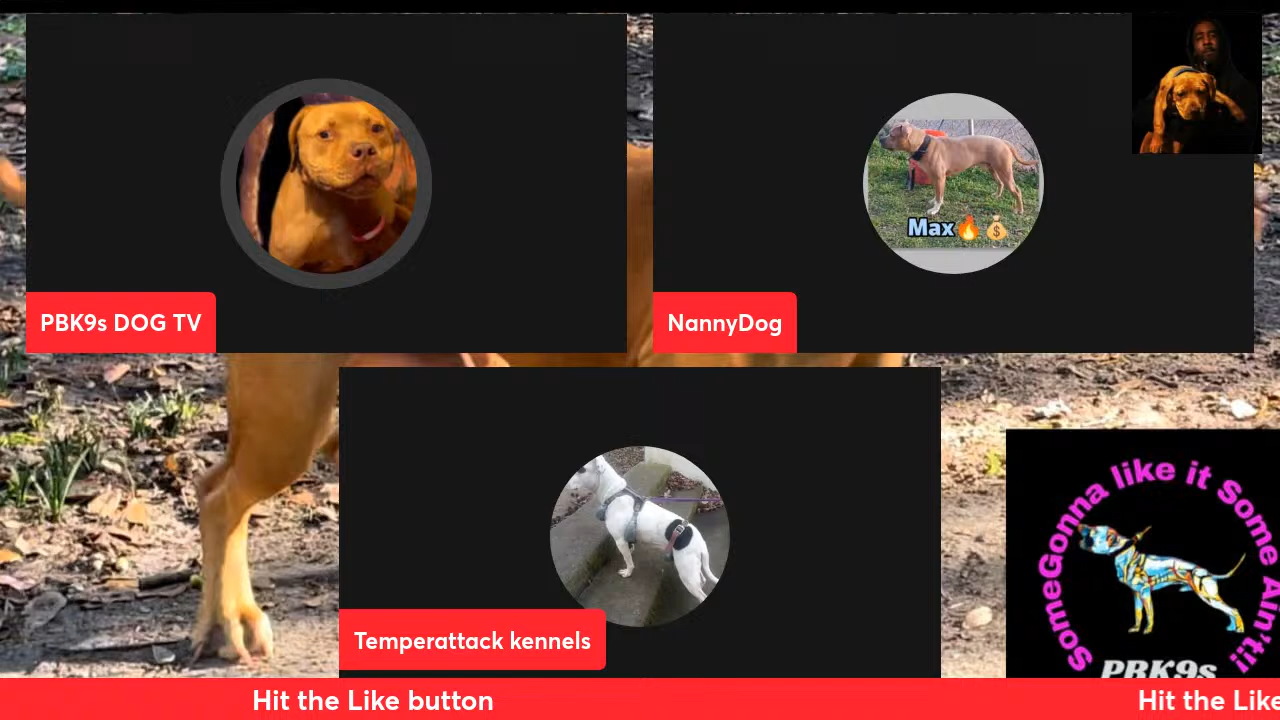 PBK9s DOG TV
Max
NannyDog
Temperattack kennels
SomeGonna like it Some Ain't!!
PBK9s
Hit the Like button
Hit the Like